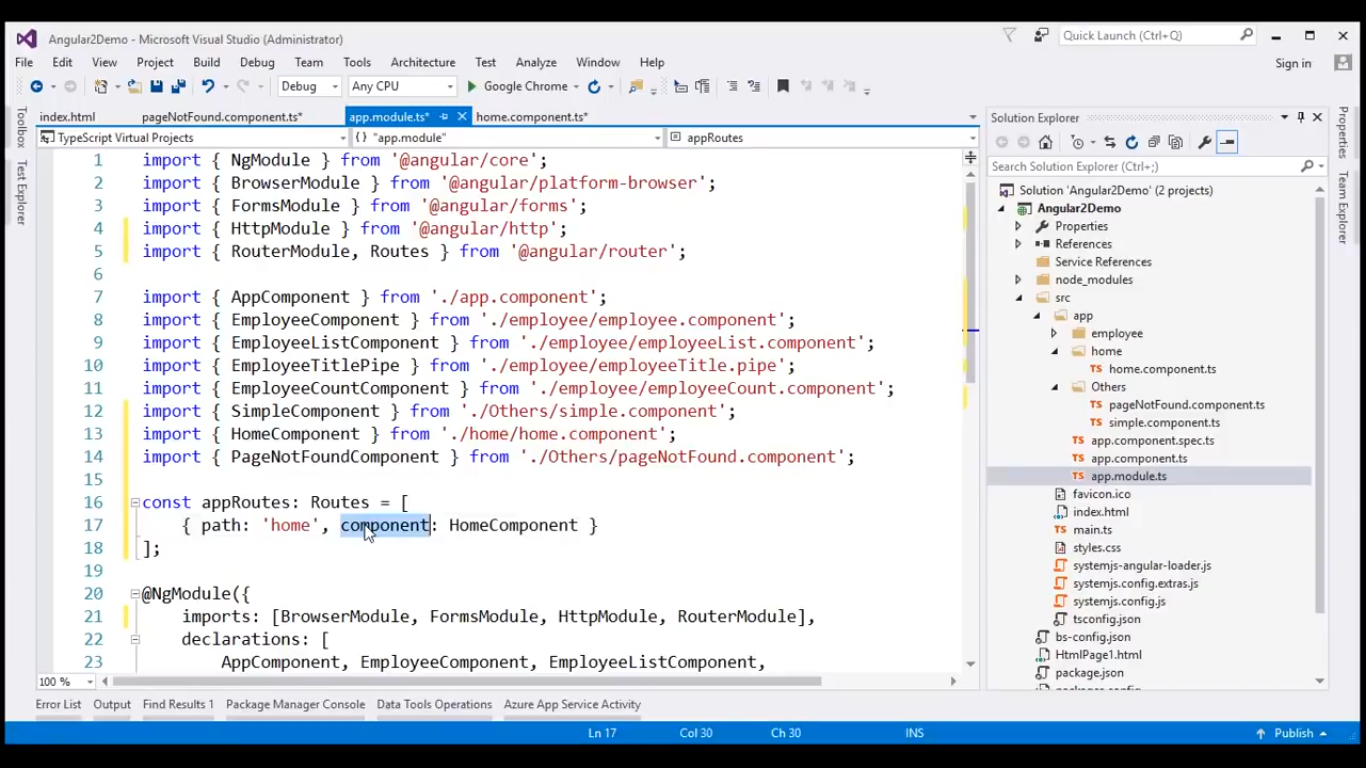 Angular2Demo - Microsoft Visual Studio (Administrator)
Quick Launch (Ctrl+Q)
File Edit View Project Build Debug Team Tools Architecture Test Analyze Window Help
Sign in
Debug Any CPU Google Chrome
Toolbox
Test Explorer
index.html pageNotFound.component.ts* app.module.ts* home.component.ts*
TypeScript Virtual Projects {} "app.module" appRoutes
1 import { NgModule } from '@angular/core';
2 import { BrowserModule } from '@angular/platform-browser';
3 import { FormsModule } from '@angular/forms';
4 import { HttpModule } from '@angular/http';
5 import { RouterModule, Routes } from '@angular/router';
6
7 import { AppComponent } from './app.component';
8 import { EmployeeComponent } from './employee/employee.component';
9 import { EmployeeListComponent } from './employee/employeeList.component';
10 import { EmployeeTitlePipe } from './employee/employeeTitle.pipe';
11 import { EmployeeCountComponent } from './employee/employeeCount.component';
12 import { SimpleComponent } from './Others/simple.component';
13 import { HomeComponent } from './home/home.component';
14 import { PageNotFoundComponent } from './Others/pageNotFound.component';
15
16 const appRoutes: Routes = [
17 { path: 'home', component: HomeComponent }
18 ];
19
20 @NgModule({
21 imports: [BrowserModule, FormsModule, HttpModule, RouterModule],
22 declarations: [
23 AppComponent, EmployeeComponent, EmployeeListComponent,
100 %
Solution Explorer
Search Solution Explorer (Ctrl+;)
Solution 'Angular2Demo' (2 projects)
Angular2Demo
Properties
References
Service References
node_modules
src
app
employee
home
home.component.ts
Others
pageNotFound.component.ts
simple.component.ts
app.component.spec.ts
app.component.ts
app.module.ts
favicon.ico
index.html
main.ts
styles.css
systemjs-angular-loader.js
systemjs.config.extras.js
systemjs.config.js
tsconfig.json
bs-config.json
HtmlPage1.html
package.json
Properties
Team Explorer
Error List Output Find Results 1 Package Manager Console Data Tools Operations Azure App Service Activity
Ln 17 Col 30 Ch 30 INS Publish